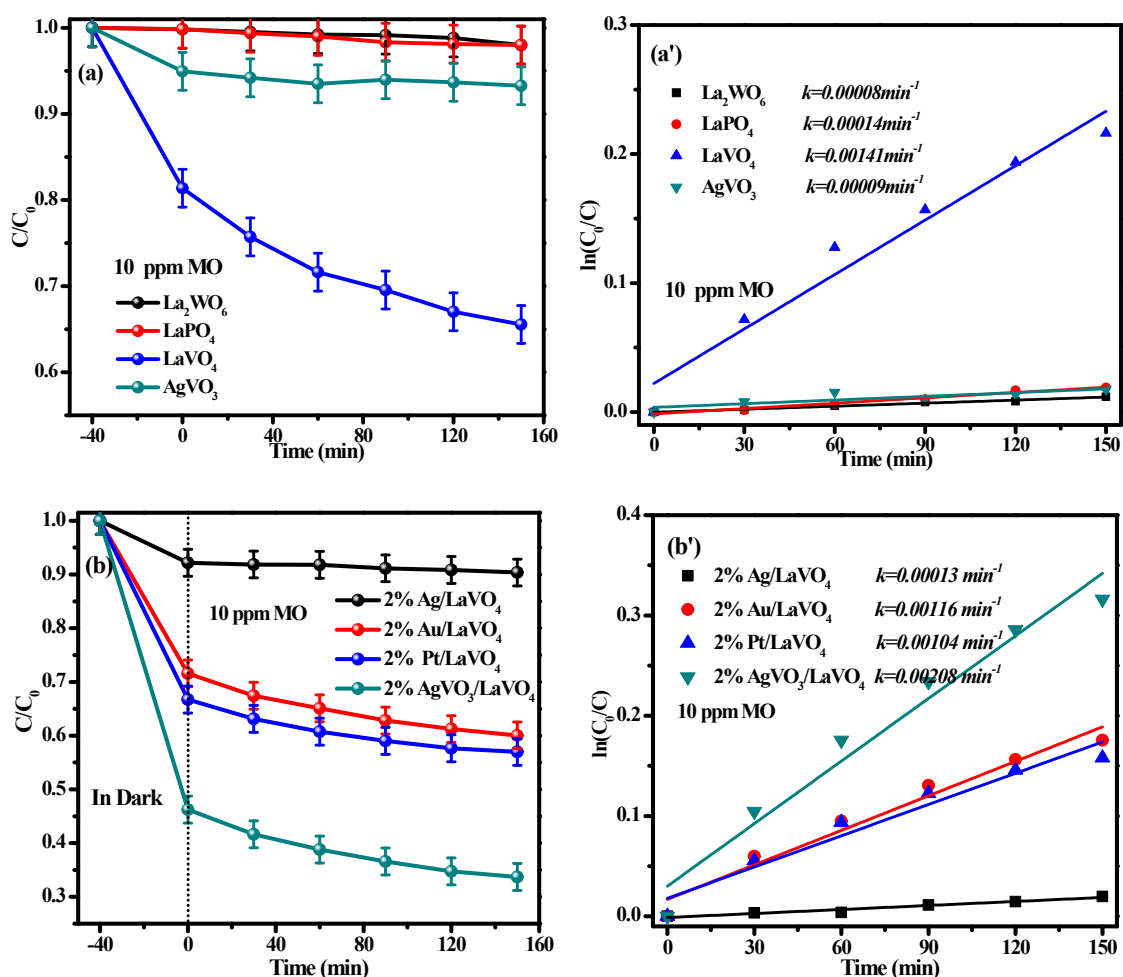 (a)
1.0
0.9
0.8
0.7
0.6
C/C₀
10 ppm MO
La₂WO₆
LaPO₄
LaVO₄
AgVO₃
-40 0 40 80 120 160
Time (min)
(a')
0.3
0.2
0.1
0.0
ln(C₀/C)
La₂WO₆ k=0.00008min⁻¹
LaPO₄ k=0.00014min⁻¹
LaVO₄ k=0.00141min⁻¹
AgVO₃ k=0.00009min⁻¹
10 ppm MO
0 30 60 90 120 150
Time (min)
(b)
1.0
0.9
0.8
0.7
0.6
0.5
0.4
0.3
C/C₀
10 ppm MO
2% Ag/LaVO₄
2% Au/LaVO₄
2% Pt/LaVO₄
2% AgVO₃/LaVO₄
In Dark
-40 0 40 80 120 160
Time (min)
(b')
0.4
0.3
0.2
0.1
0.0
ln(C₀/C)
2% Ag/LaVO₄ k=0.00013 min⁻¹
2% Au/LaVO₄ k=0.00116 min⁻¹
2% Pt/LaVO₄ k=0.00104 min⁻¹
2% AgVO₃/LaVO₄ k=0.00208 min⁻¹
10 ppm MO
0 30 60 90 120 150
Time (min)